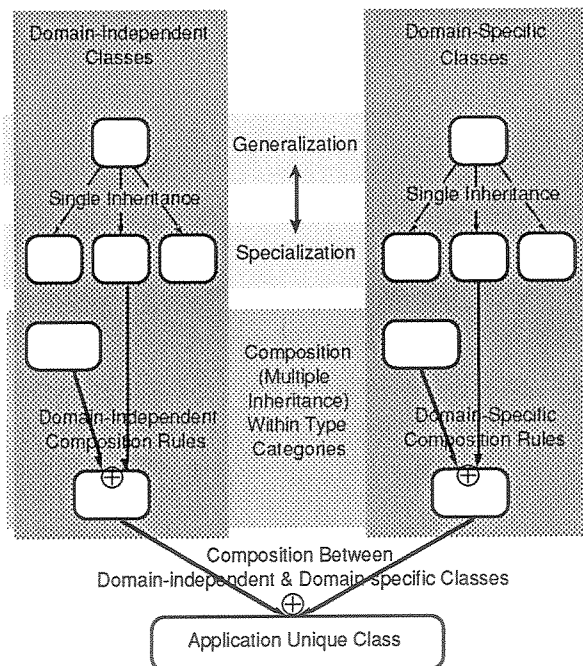 Domain-Independent
Classes
Domain-Specific
Classes
Generalization
Single Inheritance
Single Inheritance
Specialization
Composition
(Multiple
Inheritance)
Within Type
Categories
Domain-Independent
Composition Rules
Domain-Specific
Composition Rules
Composition Between
Domain-independent & Domain-specific Classes
Application Unique Class